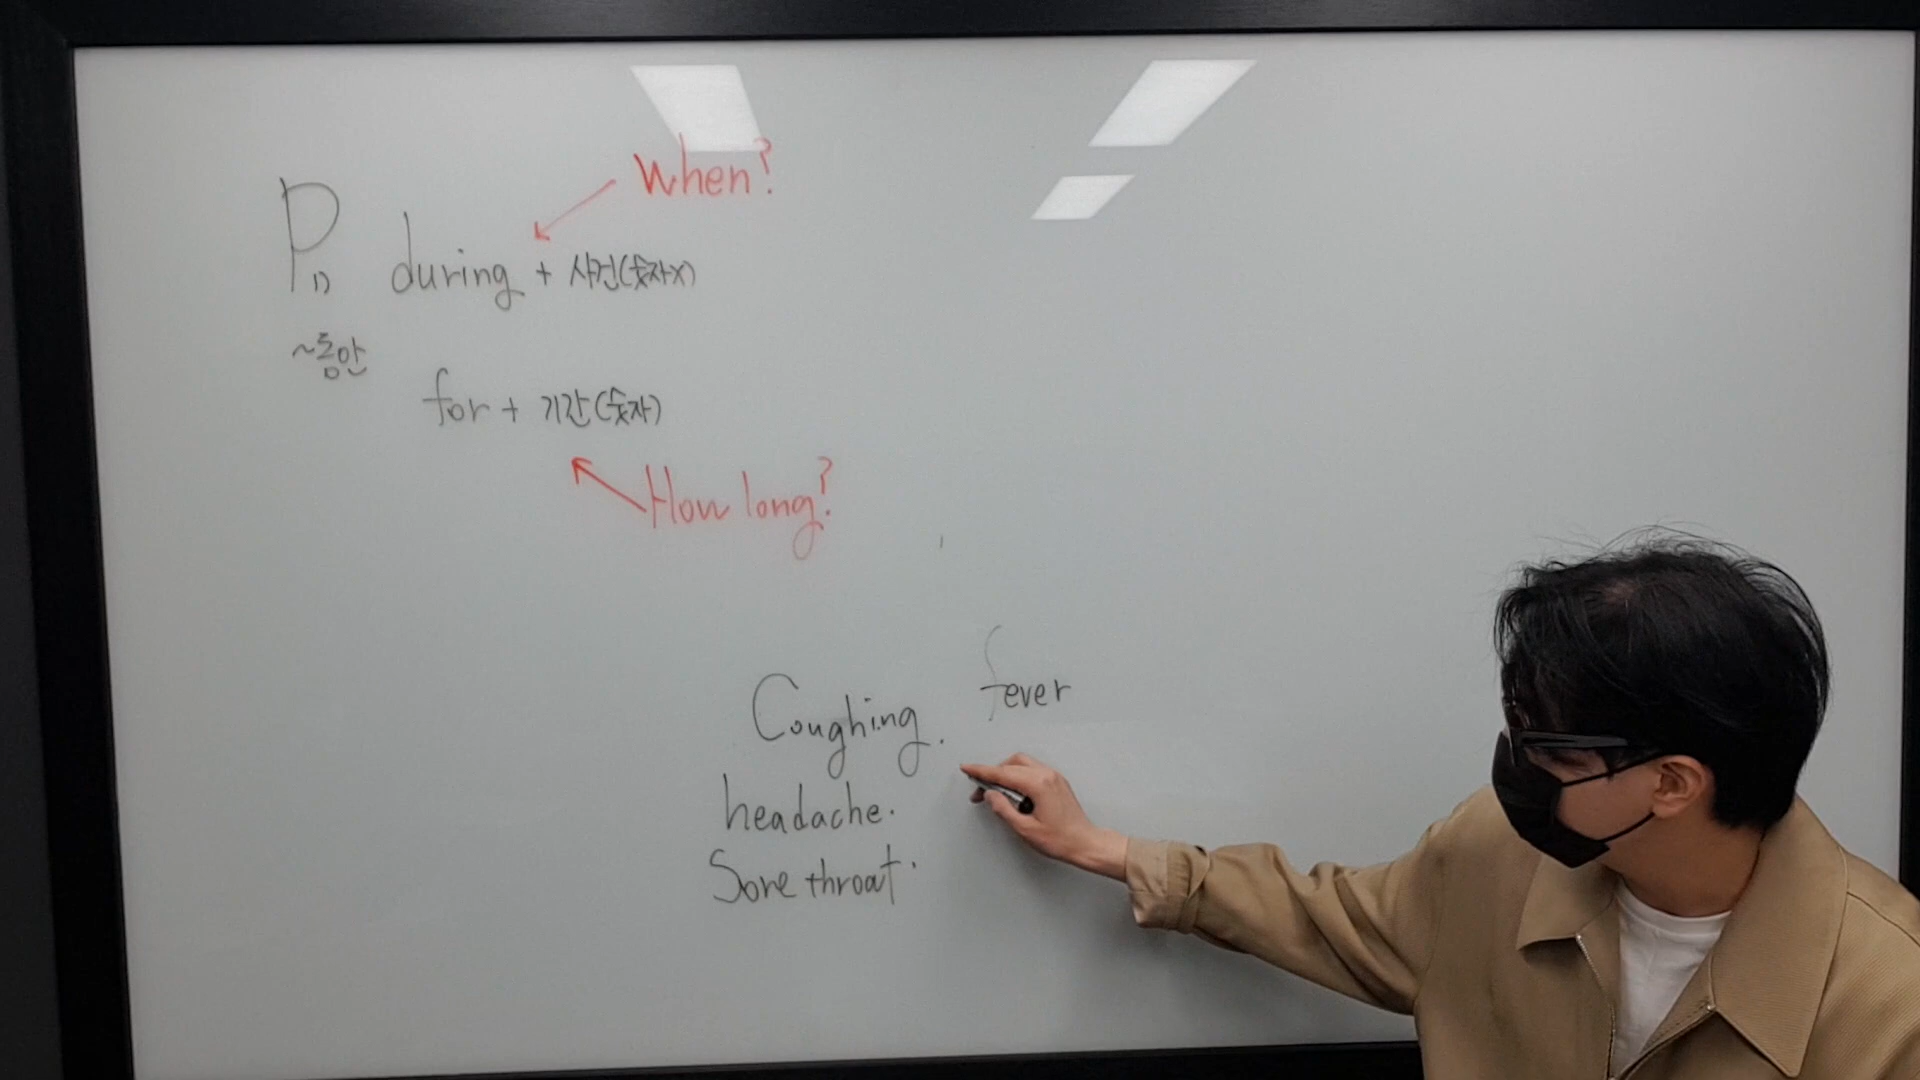 When?
P.
1) during + 사건(숫자x)
~동안
for + 기간(숫자)
How long?
fever
Coughing.
headache.
Sore throat.